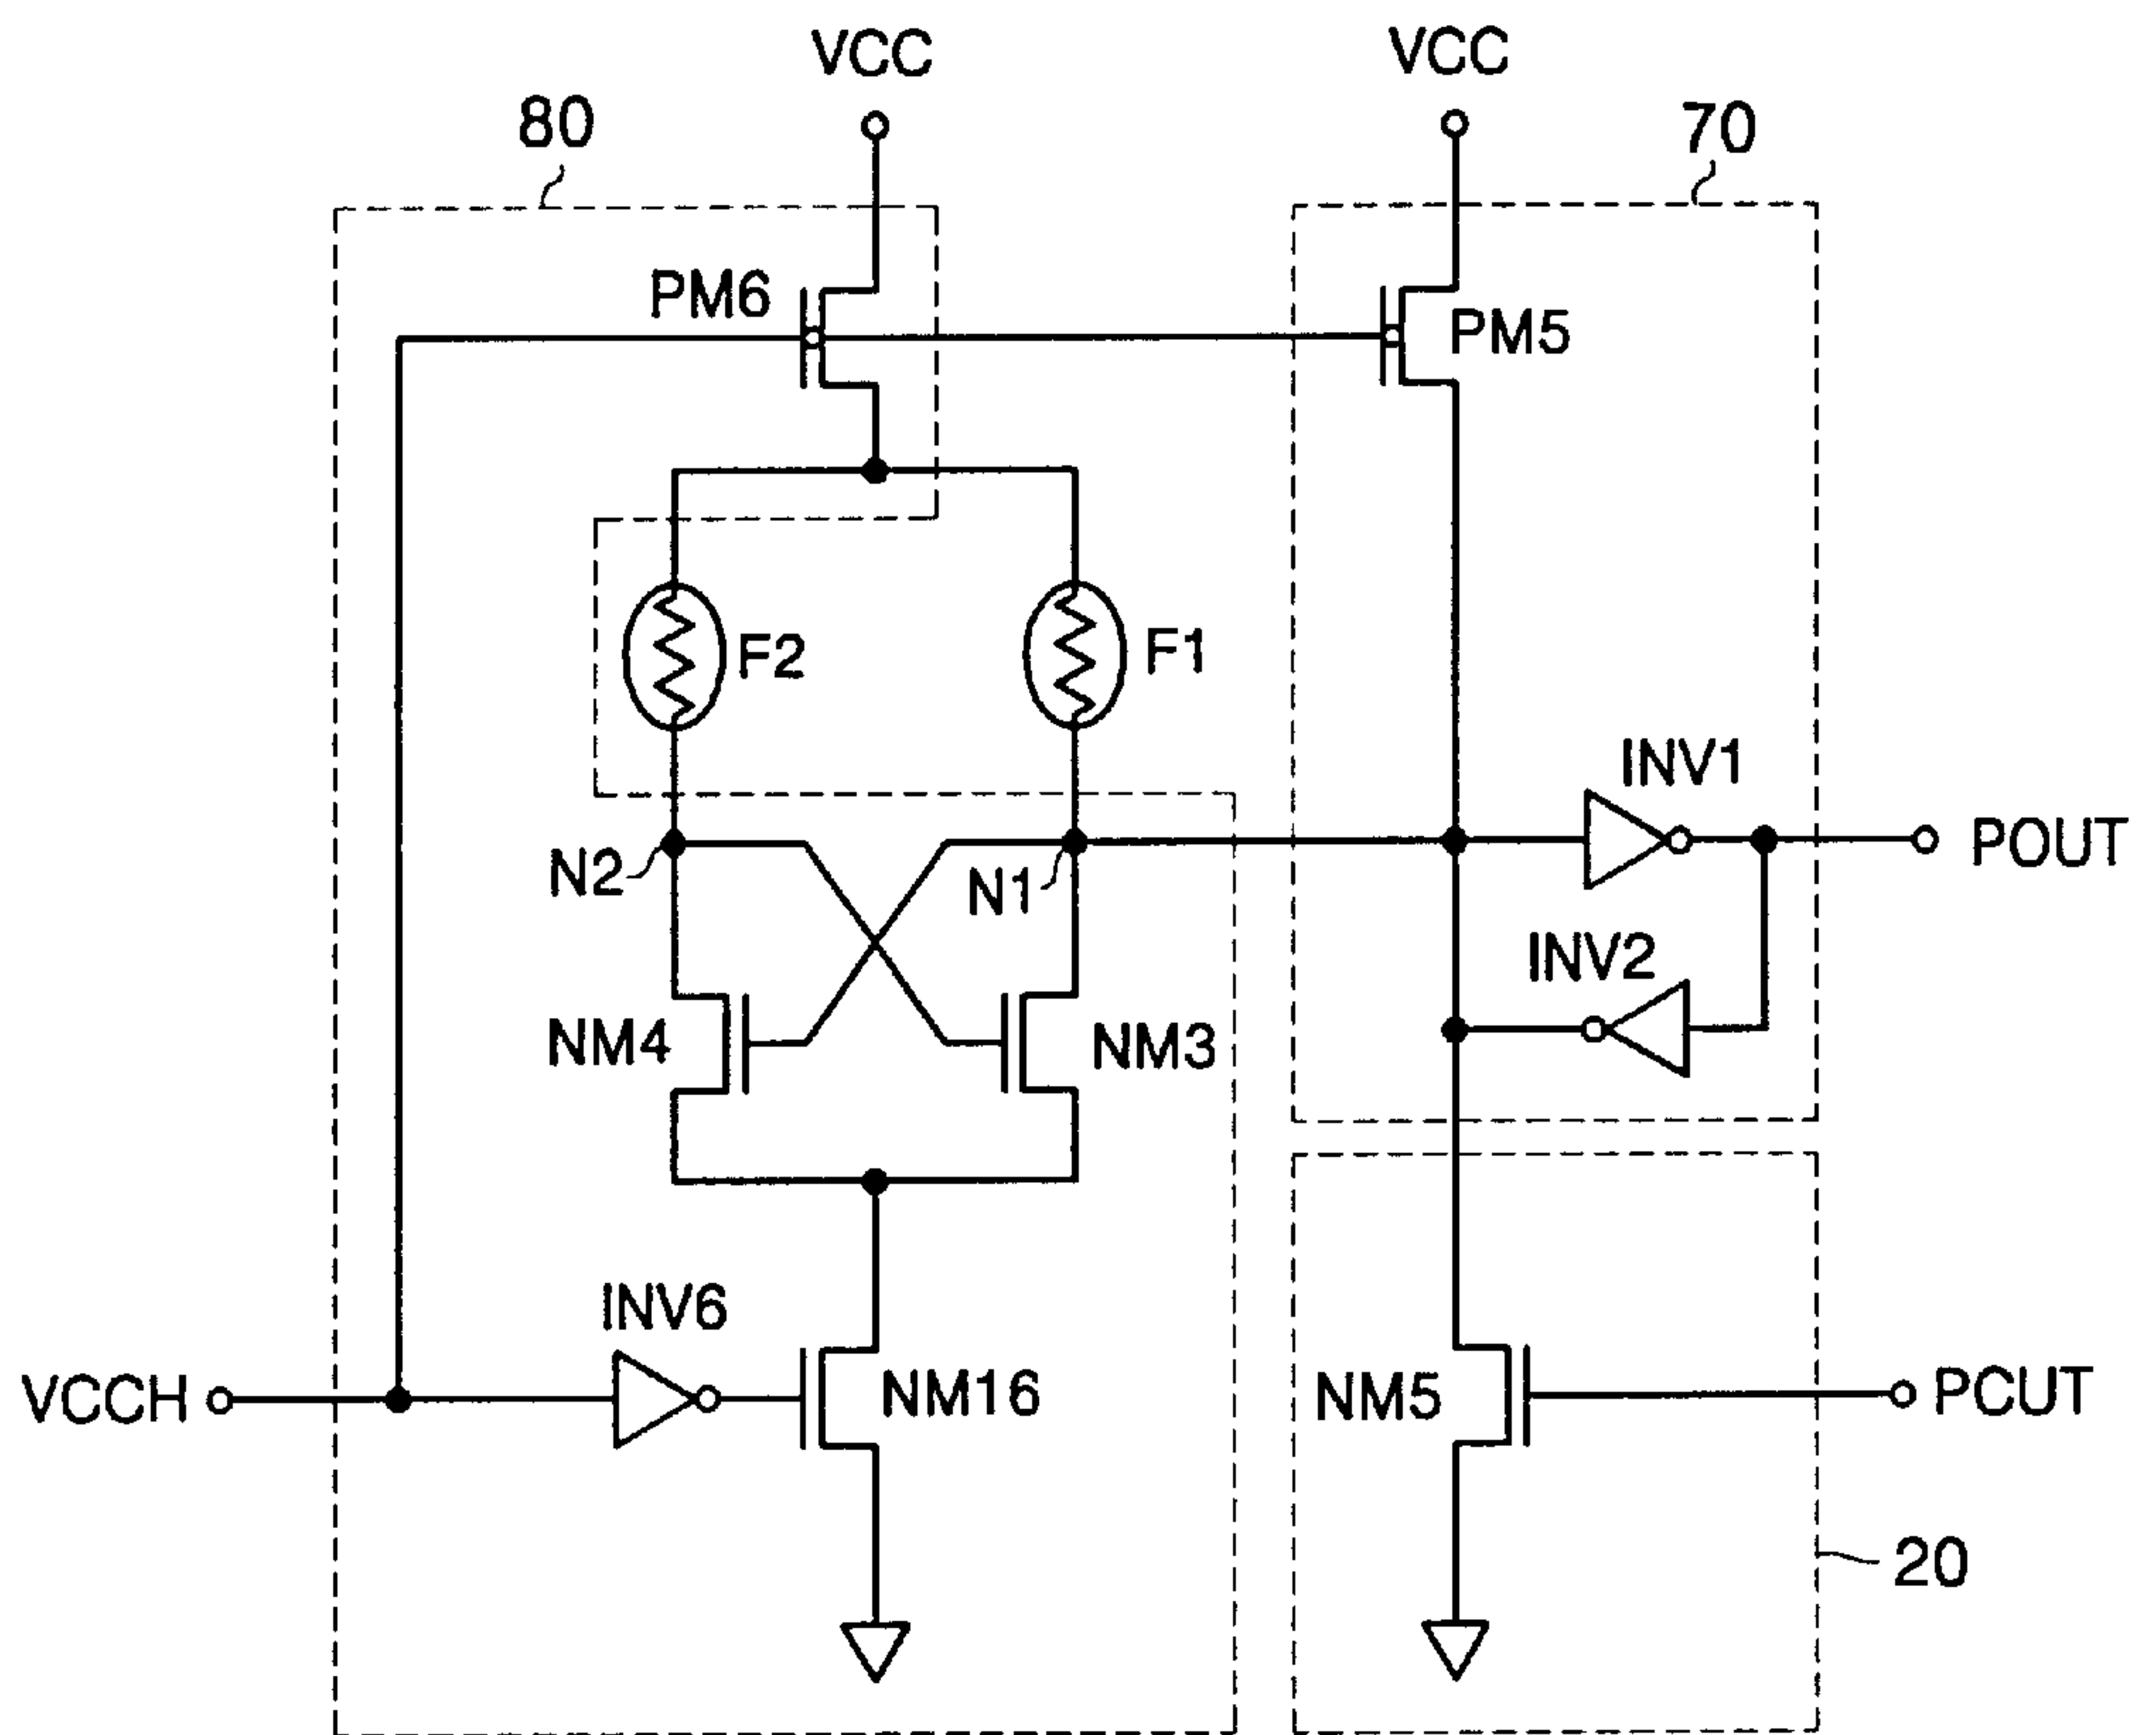 VCC
VCC
80
70
PM6
PM5
F2
F1
INV1
N2
N1
POUT
INV2
NM4
NM3
INV6
VCCH
NM16
NM5
PCUT
20